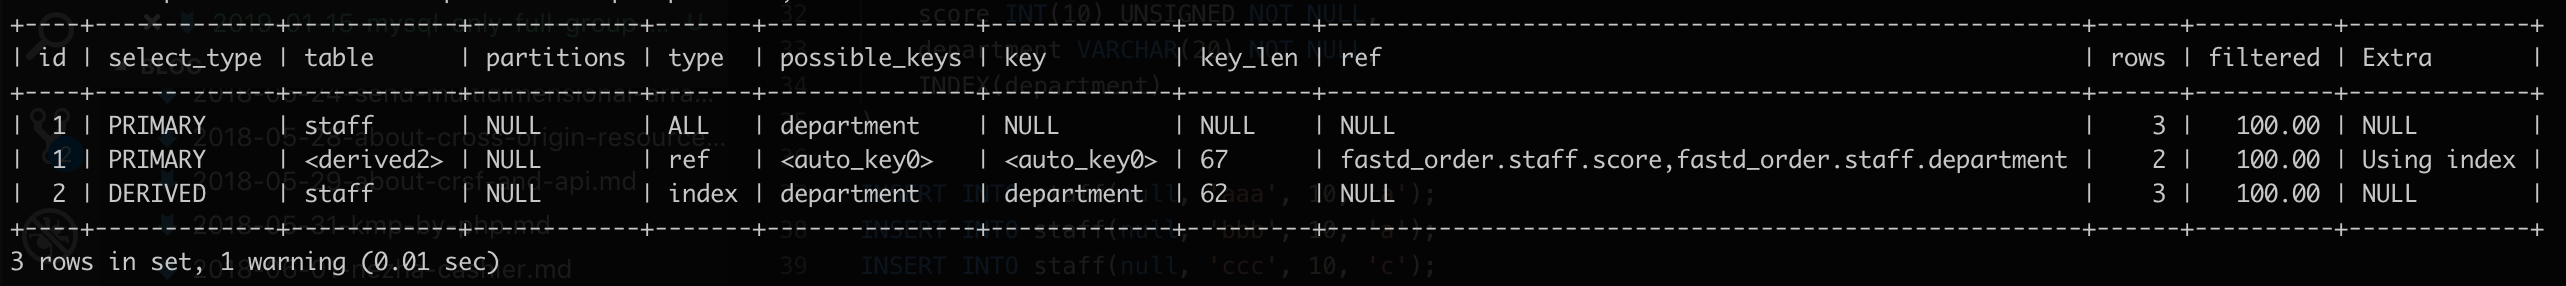 +----+-------------+------------+------------+-------+---------------+-------------+---------+-----------------------------------------------------+------+----------+-------------+
| id | select_type | table      | partitions | type  | possible_keys | key         | key_len | ref                                                 | rows | filtered | Extra       |
+----+-------------+------------+------------+-------+---------------+-------------+---------+-----------------------------------------------------+------+----------+-------------+
|  1 | PRIMARY     | staff      | NULL       | ALL   | department    | NULL        | NULL    | NULL                                                |    3 |   100.00 | NULL        |
|  1 | PRIMARY     | <derived2> | NULL       | ref   | <auto_key0>   | <auto_key0> | 67      | fastd_order.staff.score,fastd_order.staff.department |    2 |   100.00 | Using index |
|  2 | DERIVED     | staff      | NULL       | index | department    | department  | 62      | NULL                                                |    3 |   100.00 | NULL        |
+----+-------------+------------+------------+-------+---------------+-------------+---------+-----------------------------------------------------+------+----------+-------------+
3 rows in set, 1 warning (0.01 sec)